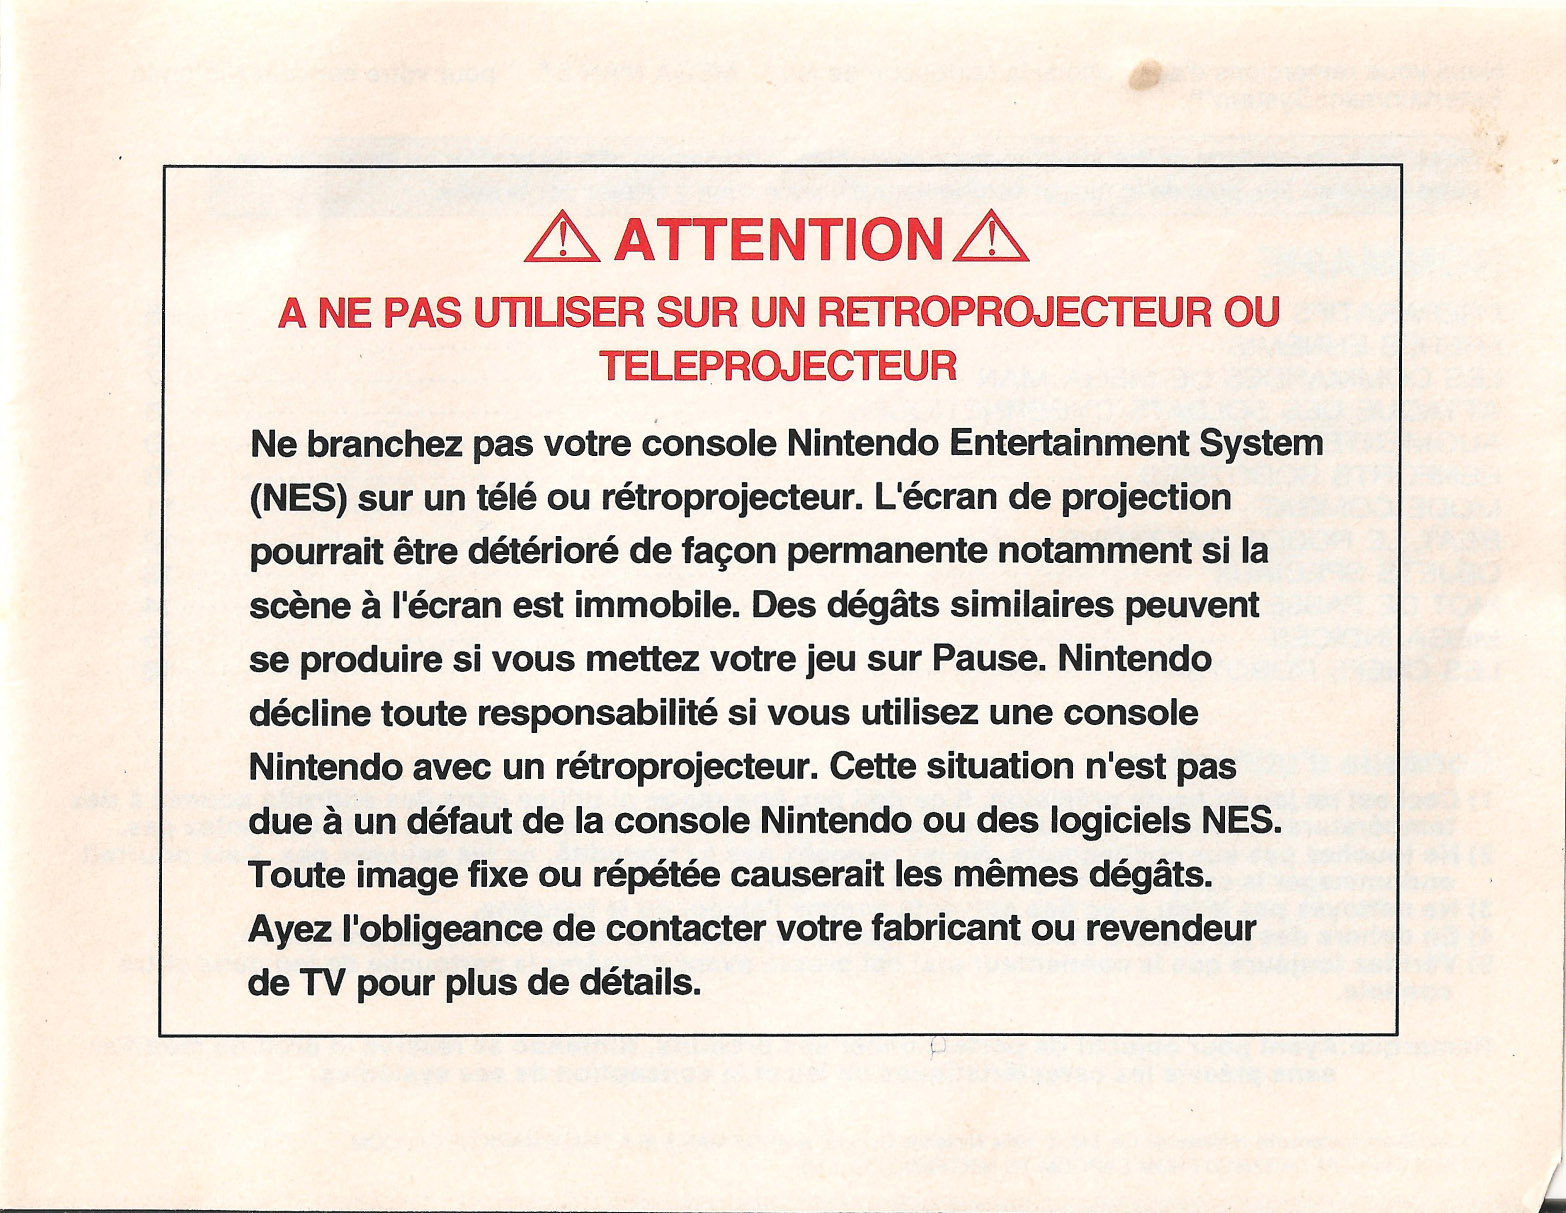 ATTENTION
A NE PAS UTILISER SUR UN RETROPROJECTEUR OU
TELEPROJECTEUR
Ne branchez pas votre console Nintendo Entertainment System
(NES) sur un télé ou rétroprojecteur. L'écran de projection
pourrait être détérioré de façon permanente notamment si la
scène à l'écran est immobile. Des dégâts similaires peuvent
se produire si vous mettez votre jeu sur Pause. Nintendo
décline toute responsabilité si vous utilisez une console
Nintendo avec un rétroprojecteur. Cette situation n'est pas
due à un défaut de la console Nintendo ou des logiciels NES.
Toute image fixe ou répétée causerait les mêmes dégâts.
Ayez l'obligeance de contacter votre fabricant ou revendeur
de TV pour plus de détails.